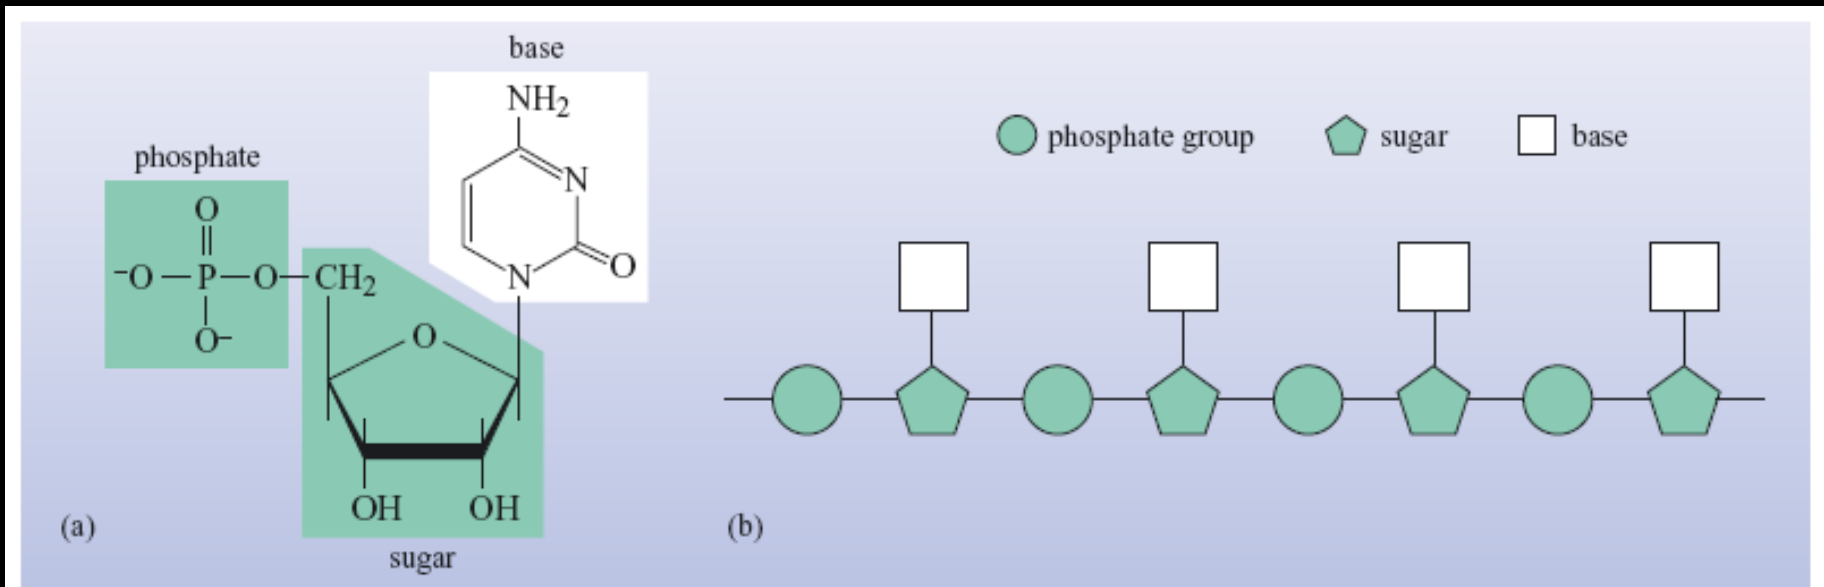 base
NH₂
phosphate
O
N
⁻O P O CH₂
N
O
O⁻
O
OH OH
sugar
(a)
phosphate group sugar base
(b)